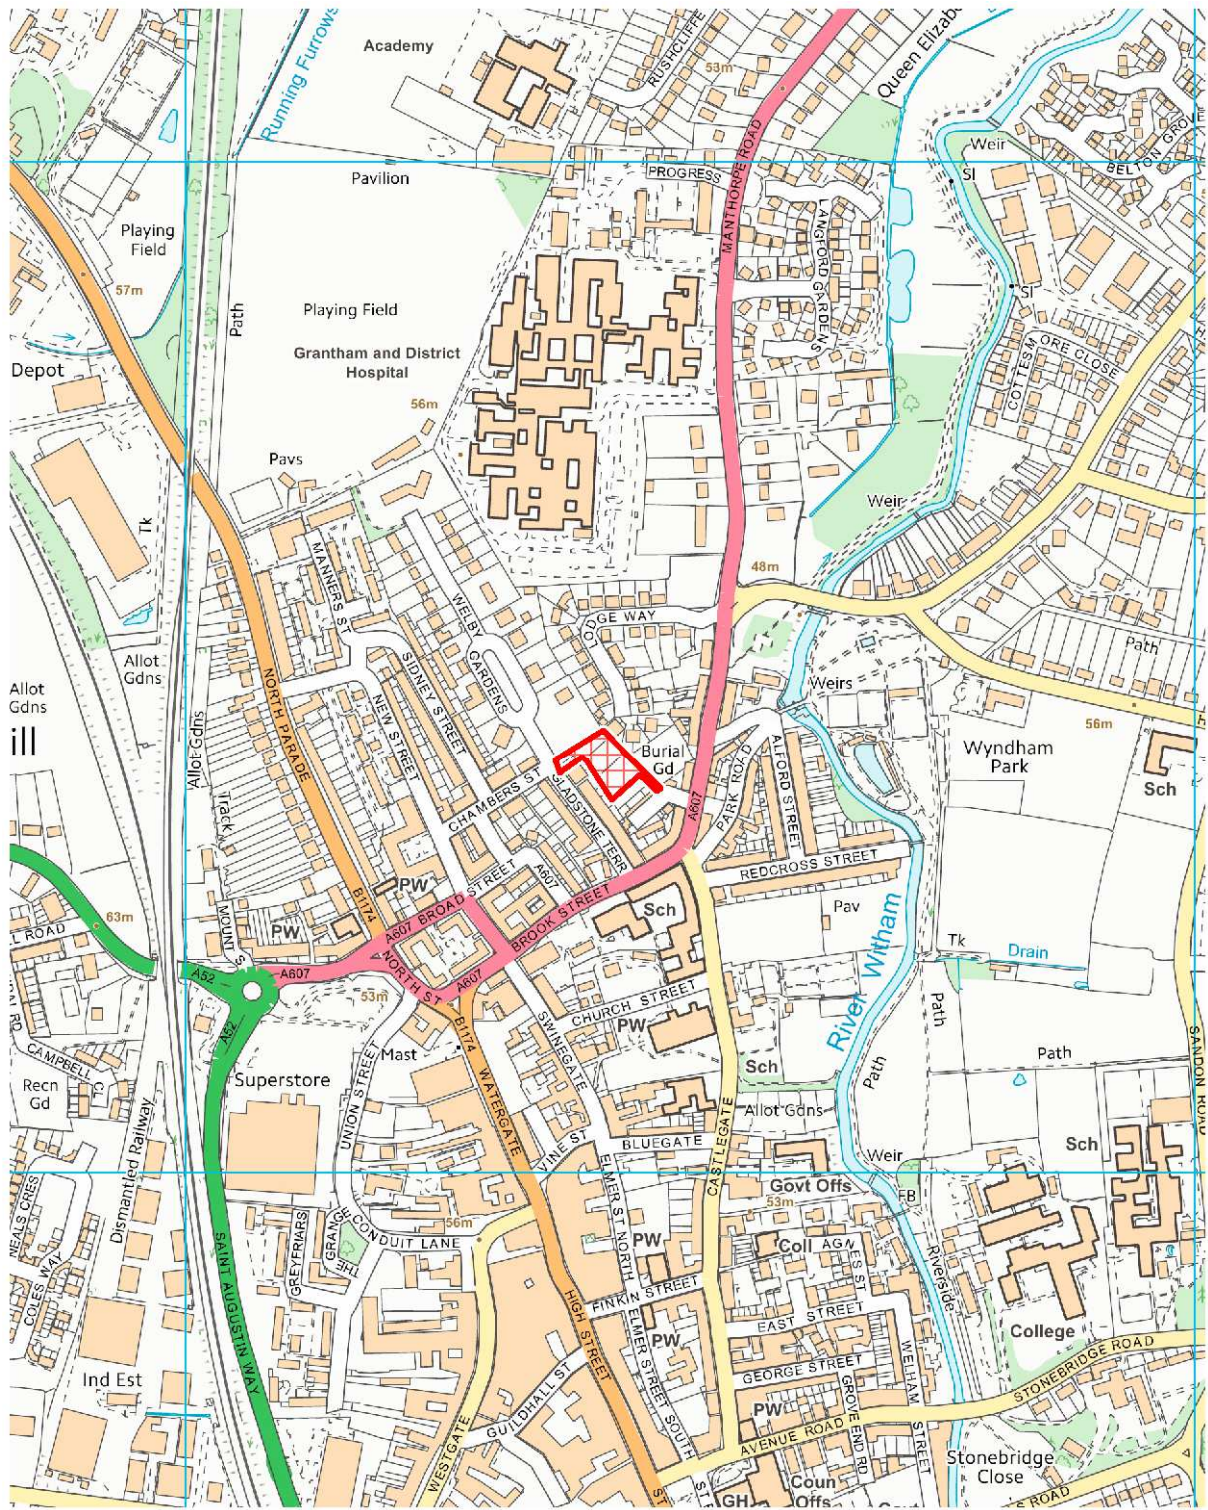 Academy
Running Furrows
RUSHCLIFFE
53m
Queen Elizab
MANTHORPE ROAD
Weir
BELTON GROVE
Pavilion
PROGRESS
SI
Playing
Field
LANGFORD GARDENS
57m
Path
Playing Field
SI
Grantham and District
Hospital
COTTESMORE CLOSE
Depot
56m
Pavs
Weir
Tk
MANNERS ST
48m
WELBY GARDENS
LODGE WAY
Path
Allot
Gdns
SIDNEY STREET
Allot
Gdns
Weirs
NORTH PARADE
NEW STREET
56m
ill
Allot Gdns
Burial
Gd
Wyndham
Park
ALFORD STREET
PARK ROAD
Sch
Track
CHAMBERS ST
GLADSTONE TERR
A607
REDCROSS STREET
STREET
A607
PW
B1174
63m
MOUNT S
A607 BROAD
BROOK STREET
Sch
Pav
L ROAD
PW
River Witham
Tk
Drain
A52
A607
NORTH ST
A607
53m
CHURCH STREET
PW
Path
A52
B1174
SWINEGATE
SANDON ROAD
CAMPBELL CL
Mast
Path
Path
Recn
Gd
Superstore
UNION STREET
WATERGATE
Sch
Allot Gdns
Dismantled Railway
CASTLEGATE
VINE ST
BLUEGATE
Sch
Weir
ELMER ST NORTH
Govt Offs
FB
53m
NEALS CRES
COLES WAY
GREYFRIARS
THE GRANGE
CONDUIT LANE
56m
PW
Coll
AGNES ST
Riverside
SAINT AUGUSTIN WAY
FINKIN STREET
HIGH STREET
EAST STREET
College
ELMER STREET SOUTH
PW
WELHAM STREET
STONEBRIDGE ROAD
GEORGE STREET
Ind Est
GUILDHALL ST
GROVE END RD
PW
WESTGATE
AVENUE ROAD
Stonebridge
Close
Coun
Offs
GH
E ROAD
ST